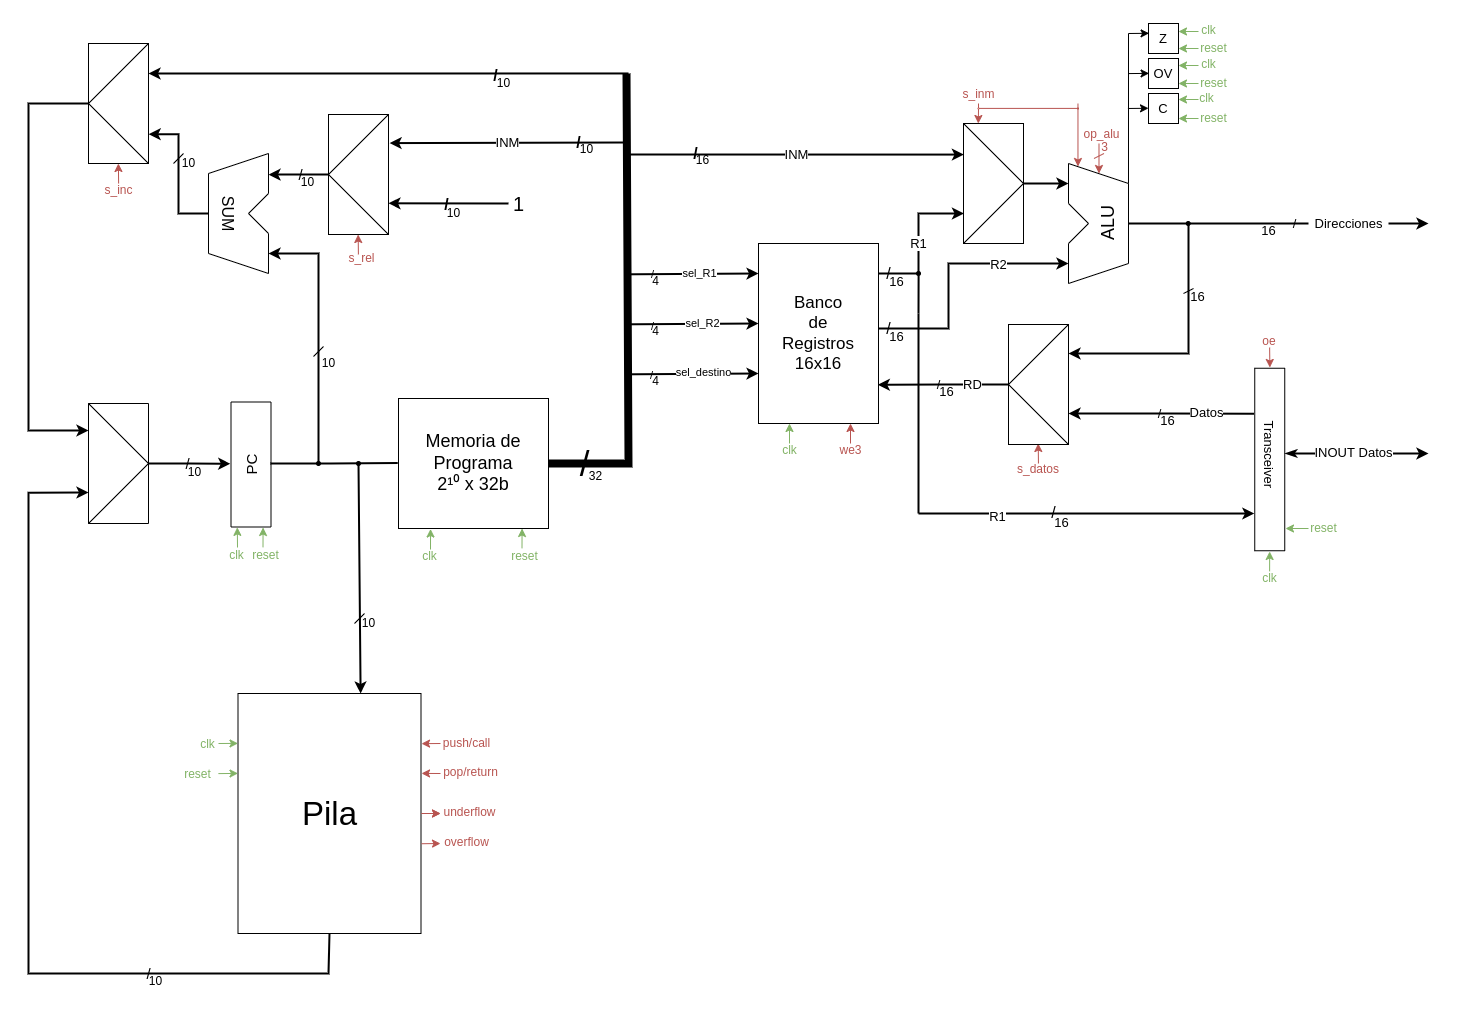 Z
clk
reset
OV
clk
reset
C
clk
reset
10
s_inm
op_alu
3
INM
10
16
INM
10
s_inc
SUM
10
10
1
s_rel
R1
ALU
16
Direcciones
R2
sel_R1
4
sel_R2
4
sel_destino
4
Banco
de
Registros
16x16
16
16
16
RD
16
clk
we3
oe
16
Datos
Transceiver
INOUT Datos
s_datos
R1
16
reset
clk
10
10
PC
clk
reset
Memoria de
Programa
2¹⁰ x 32b
32
clk
reset
10
Pila
clk
reset
push/call
pop/return
underflow
overflow
10